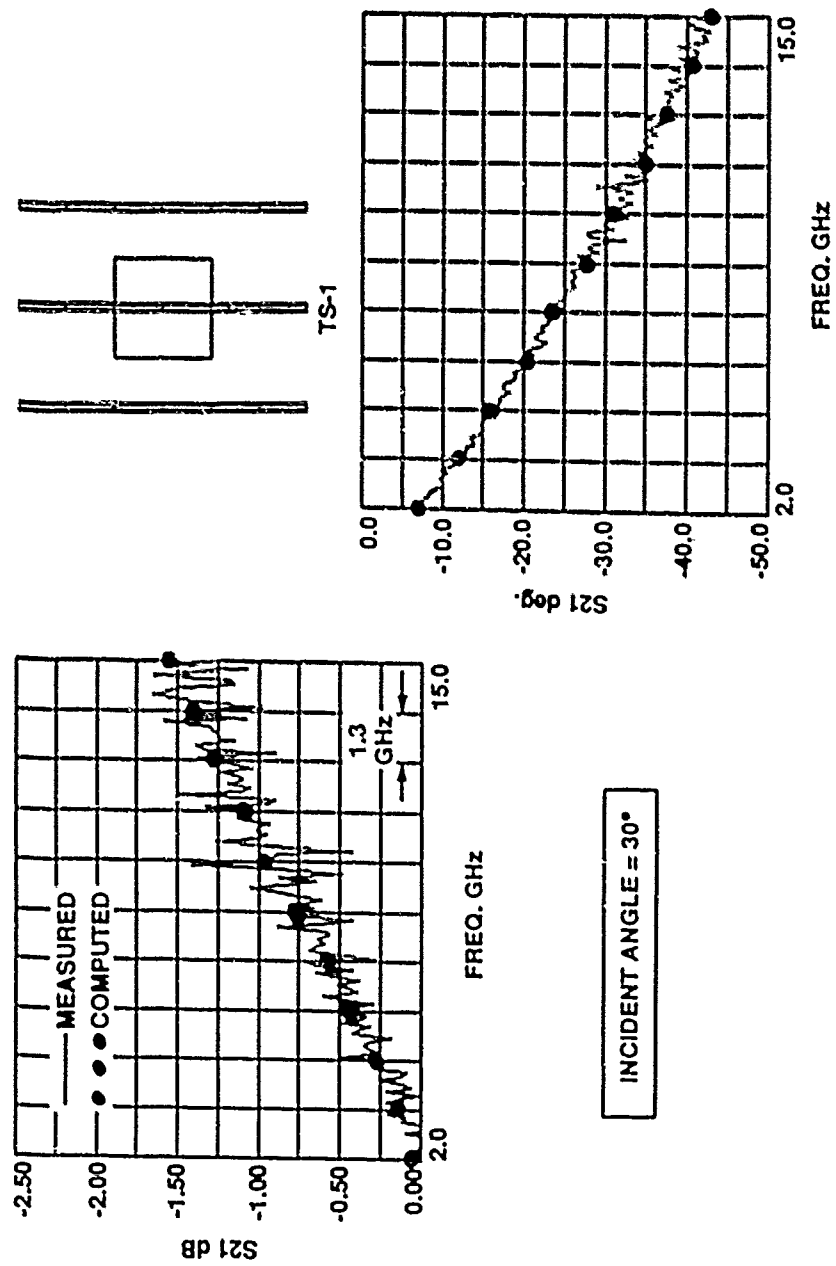 -2.50
-2.00
-1.50
-1.00
-0.50
0.00
S21 dB
MEASURED
COMPUTED
1.3
GHz
2.0
15.0
FREQ. GHz
INCIDENT ANGLE = 30°
TS-1
0.0
-10.0
-20.0
-30.0
-40.0
-50.0
S21 deg.
2.0
15.0
FREQ. GHz